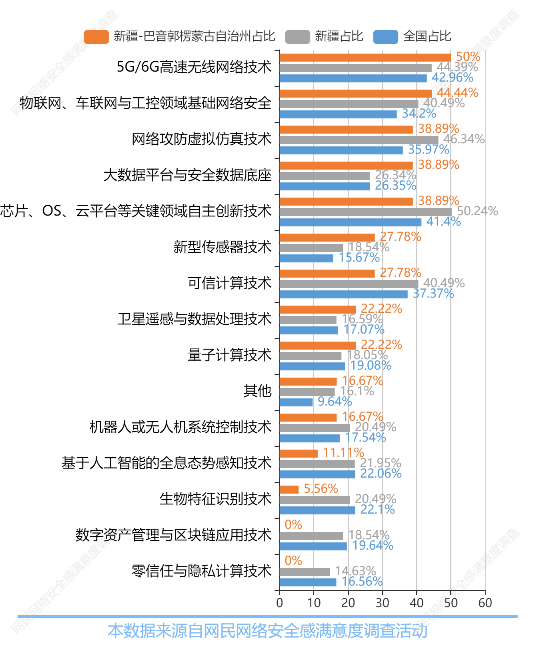 新疆-巴音郭楞蒙古自治州占比 新疆占比 全国占比
5G/6G高速无线网络技术 50% 44.39% 42.96%
物联网、车联网与工控领域基础网络安全 44.44% 40.49% 34.2%
网络攻防虚拟仿真技术 38.89% 46.34% 35.97%
大数据平台与安全数据底座 38.89% 26.34% 26.35%
芯片、OS、云平台等关键领域自主创新技术 38.89% 50.24% 41.4%
新型传感器技术 27.78% 18.54% 15.67%
可信计算技术 27.78% 40.49% 37.37%
卫星遥感与数据处理技术 22.22% 16.59% 17.07%
量子计算技术 22.22% 18.05% 19.08%
其他 16.67% 16.1% 9.64%
机器人或无人机系统控制技术 16.67% 20.49% 17.54%
基于人工智能的全息态势感知技术 11.11% 21.95% 22.06%
生物特征识别技术 5.56% 20.49% 22.1%
数字资产管理与区块链应用技术 0% 18.54% 19.64%
零信任与隐私计算技术 0% 14.63% 16.56%
0 10 20 30 40 50 60
本数据来源自网民网络安全感满意度调查活动